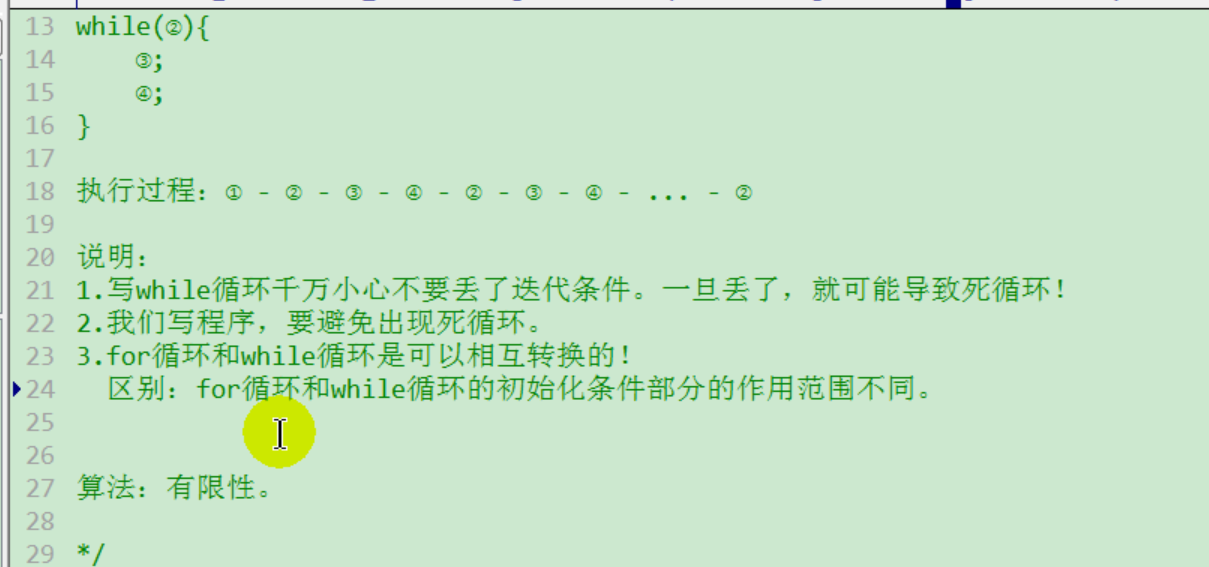 13 while(②){
14     ③;
15     ④;
16 }
17
18 执行过程：① - ② - ③ - ④ - ② - ③ - ④ - ... - ②
19
20 说明：
21 1.写while循环千万小心不要丢了迭代条件。一旦丢了，就可能导致死循环！
22 2.我们写程序，要避免出现死循环。
23 3.for循环和while循环是可以相互转换的！
24   区别：for循环和while循环的初始化条件部分的作用范围不同。
25
26
27 算法：有限性。
28
29 */